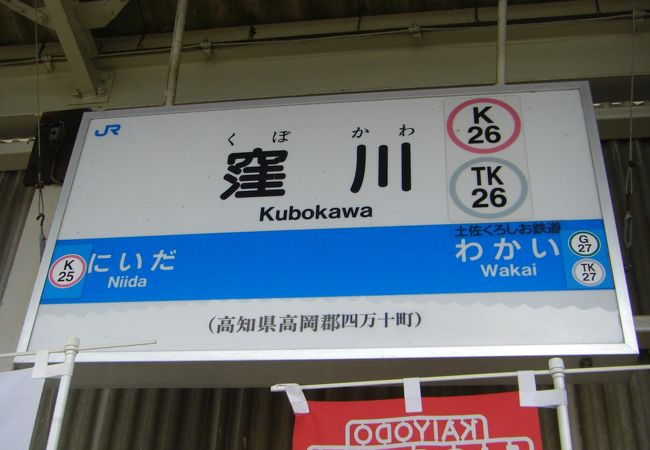 JR
くぼ かわ
窪川
Kubokawa
K
26
TK
26
K
25
にいだ
Niida
土佐くろしお鉄道
わかい
Wakai
G
27
TK
27
(高知県高岡郡四万十町)
KAIYODO